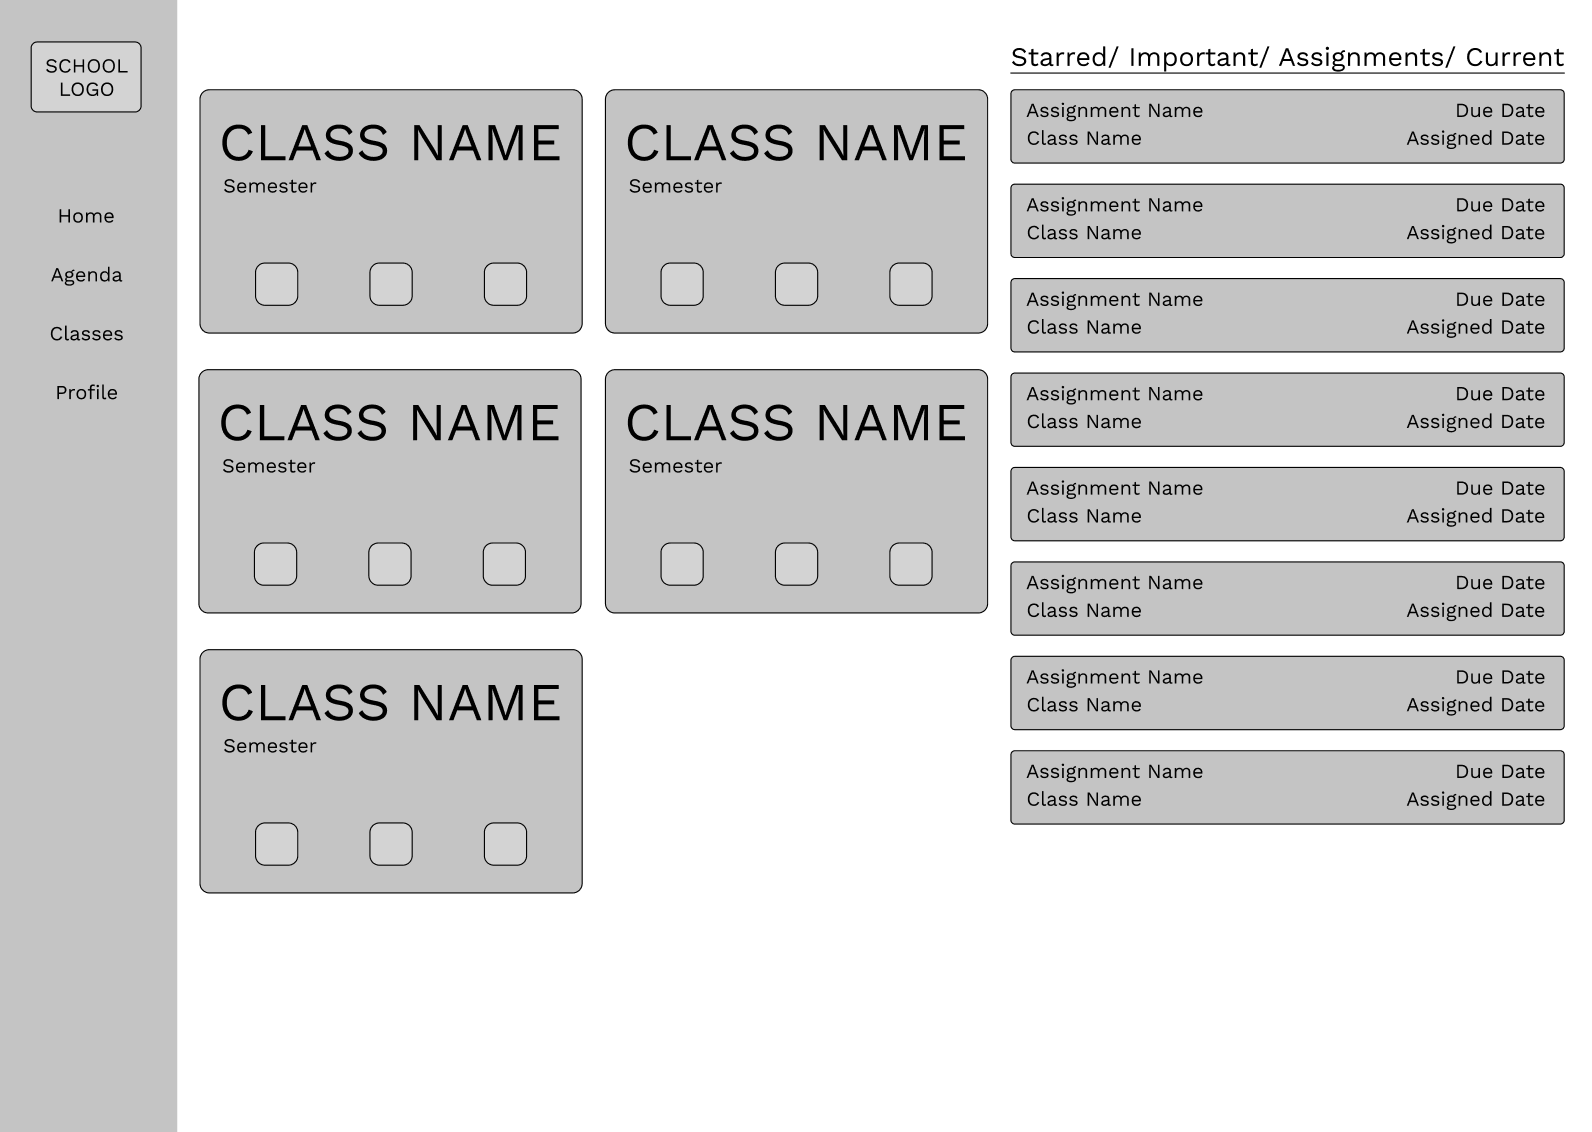 SCHOOL
LOGO
Home
Agenda
Classes
Profile
CLASS NAME
Semester
CLASS NAME
Semester
CLASS NAME
Semester
CLASS NAME
Semester
CLASS NAME
Semester
Starred/ Important/ Assignments/ Current
Assignment Name Due Date
Class Name Assigned Date
Assignment Name Due Date
Class Name Assigned Date
Assignment Name Due Date
Class Name Assigned Date
Assignment Name Due Date
Class Name Assigned Date
Assignment Name Due Date
Class Name Assigned Date
Assignment Name Due Date
Class Name Assigned Date
Assignment Name Due Date
Class Name Assigned Date
Assignment Name Due Date
Class Name Assigned Date